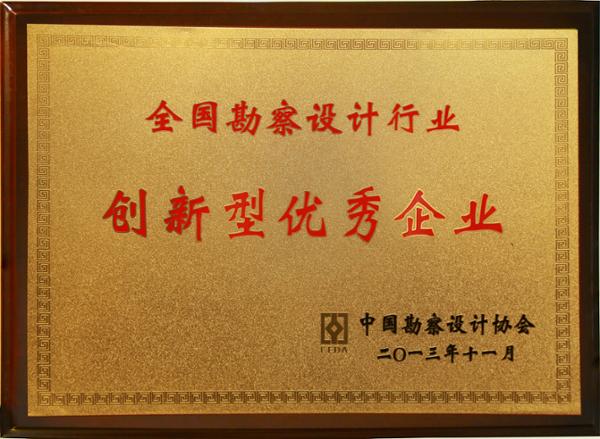 全国勘察设计行业
创新型优秀企业
中国勘察设计协会
CEDA
二〇一三年十一月